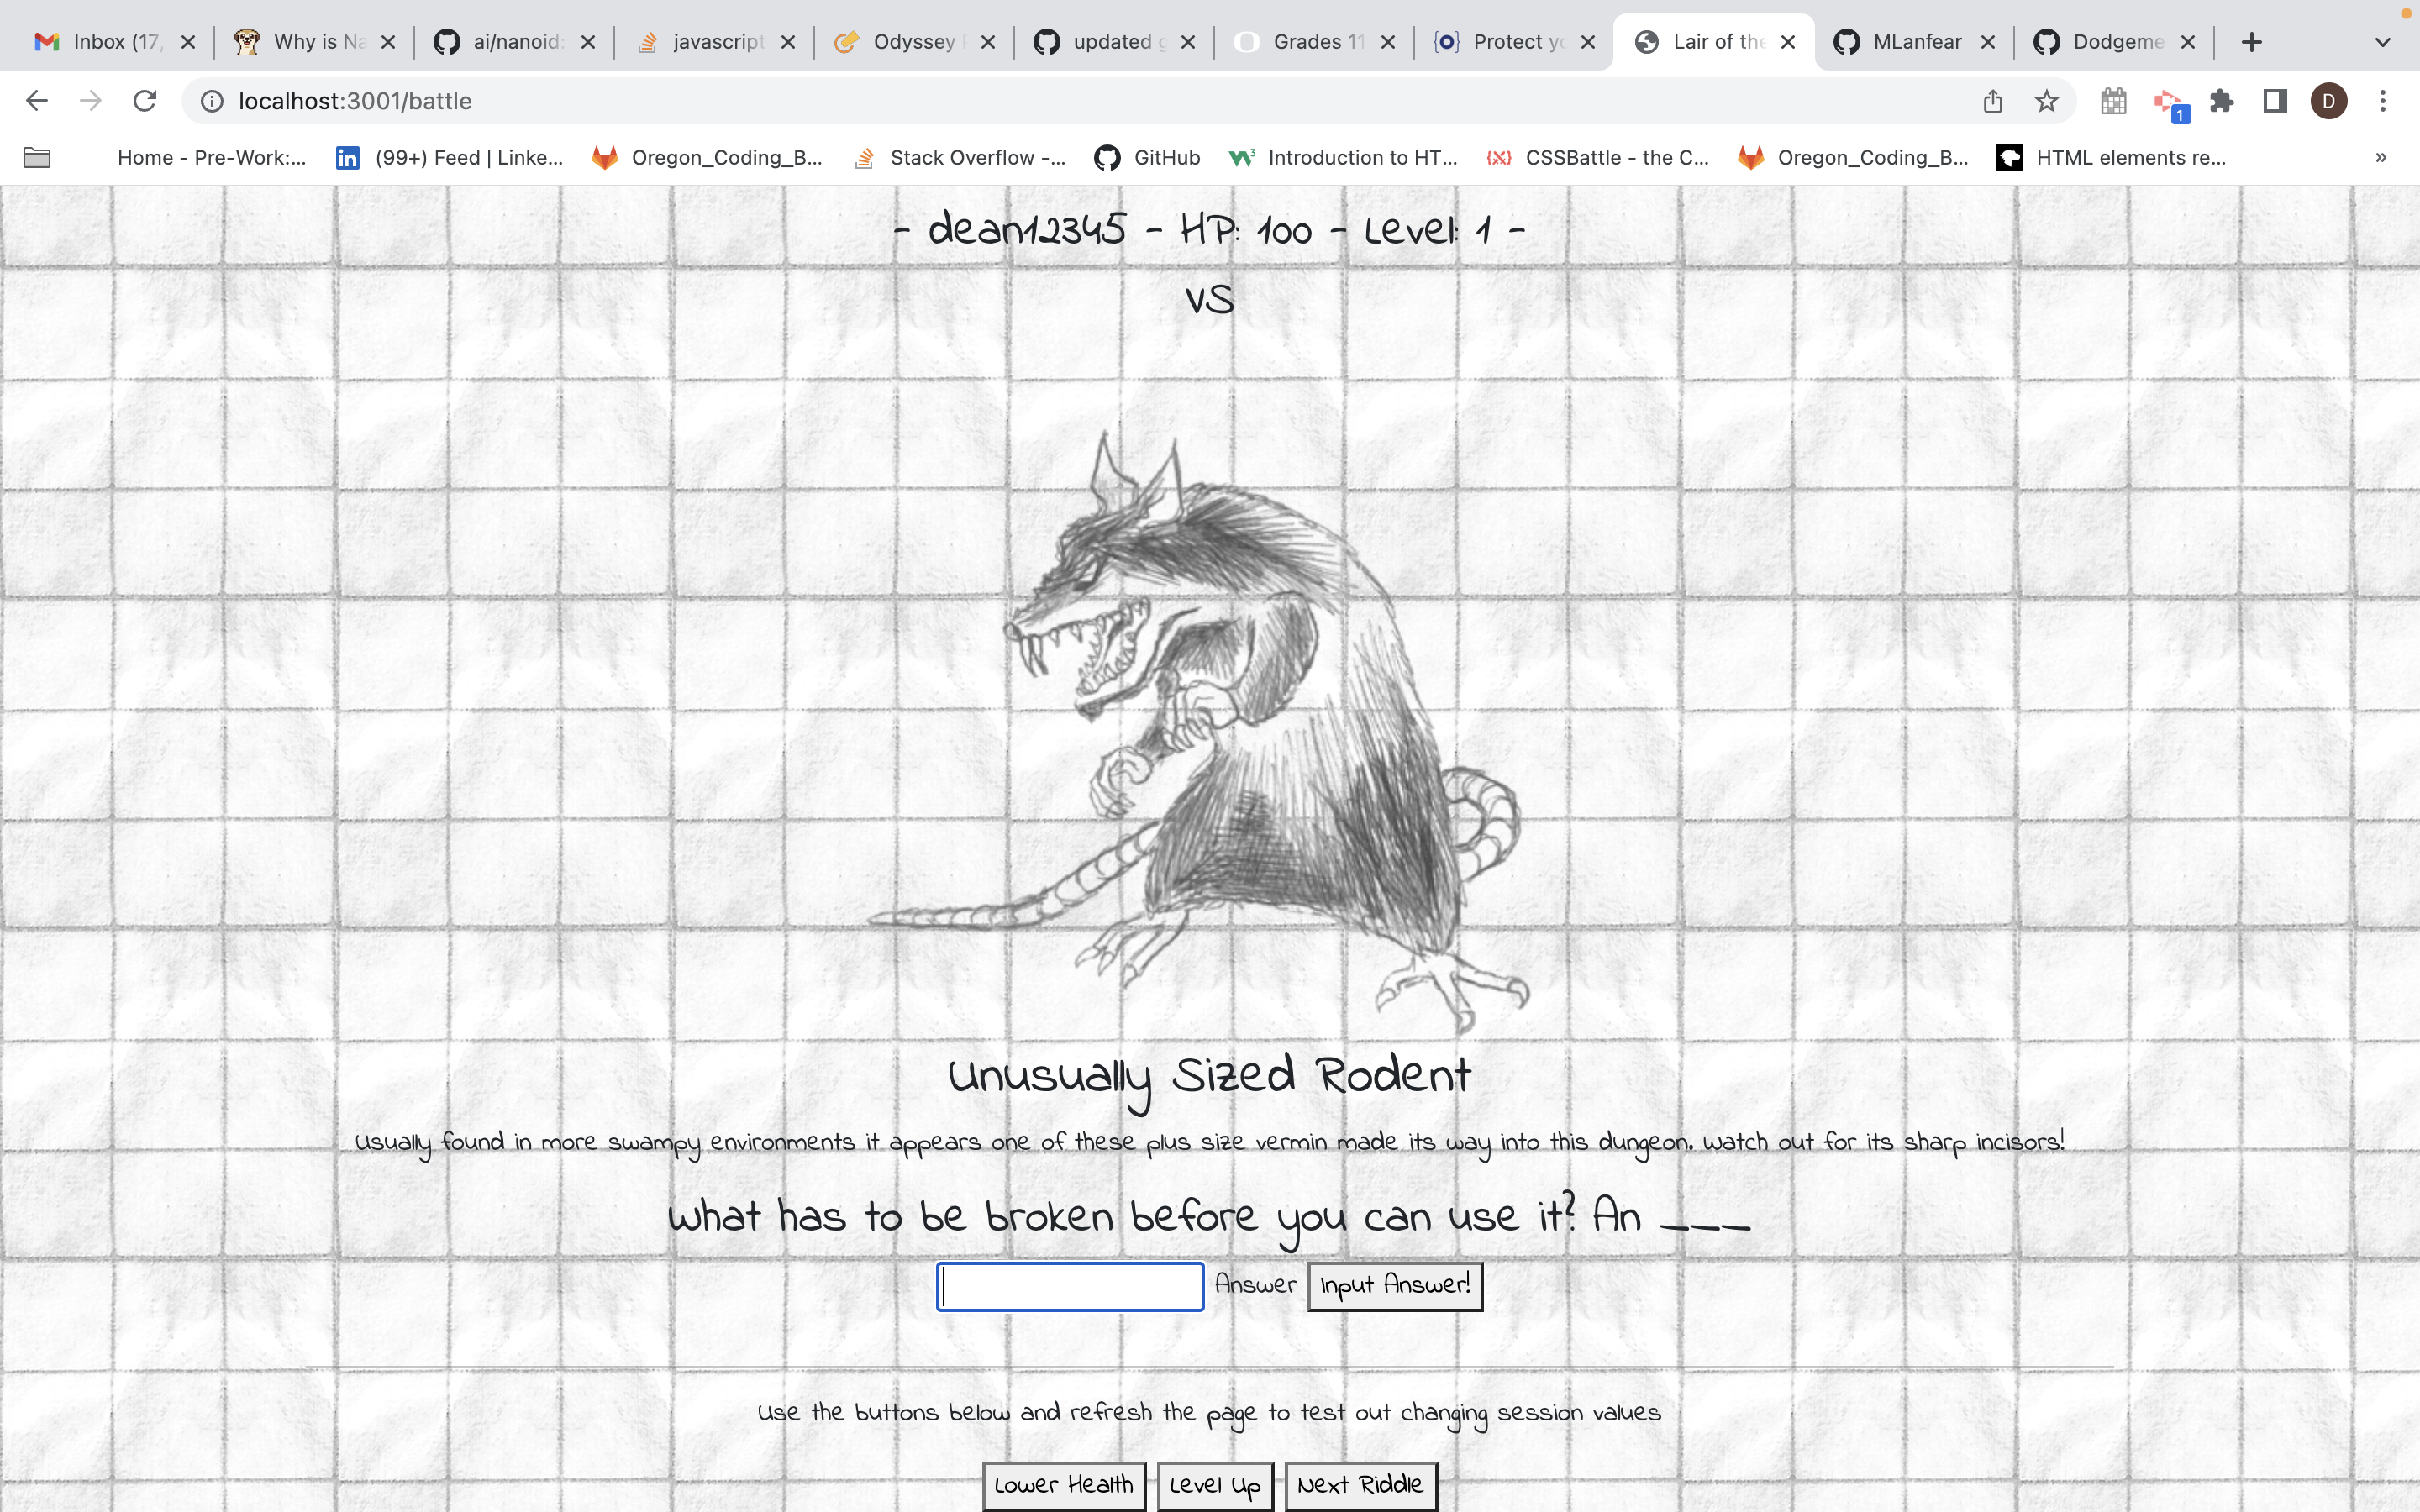 Inbox (17, Why is Na ai/nanoid: javascript Odyssey updated g Grades 11 Protect yo Lair of the MLanfear Dodgeme
localhost:3001/battle D 1
Home - Pre-Work:... in (99+) Feed | Linke... Oregon_Coding_B... Stack Overflow -... GitHub Introduction to HT... CSSBattle - the C... Oregon_Coding_B... HTML elements re... »
- dean12345 - HP: 100 - Level: 1 -
VS
Unusually Sized Rodent
Usually found in more swampy environments it appears one of these plus size vermin made its way into this dungeon. Watch out for its sharp incisors!
What has to be broken before you can use it? An ___
Answer Input Answer!
Use the buttons below and refresh the page to test out changing session values
Lower Health Level Up Next Riddle